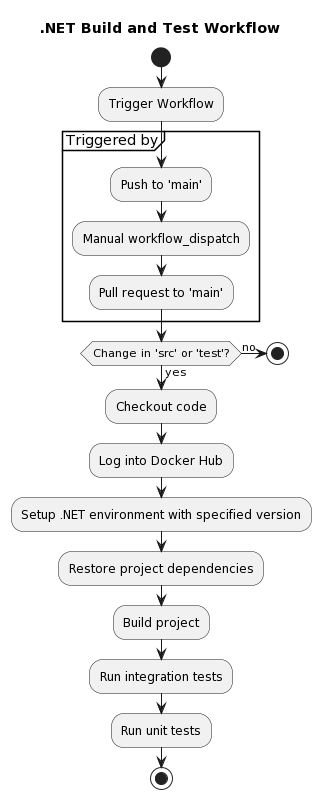 .NET Build and Test Workflow
Trigger Workflow
Triggered by
Push to 'main'
Manual workflow_dispatch
Pull request to 'main'
Change in 'src' or 'test'?
no
yes
Checkout code
Log into Docker Hub
Setup .NET environment with specified version
Restore project dependencies
Build project
Run integration tests
Run unit tests